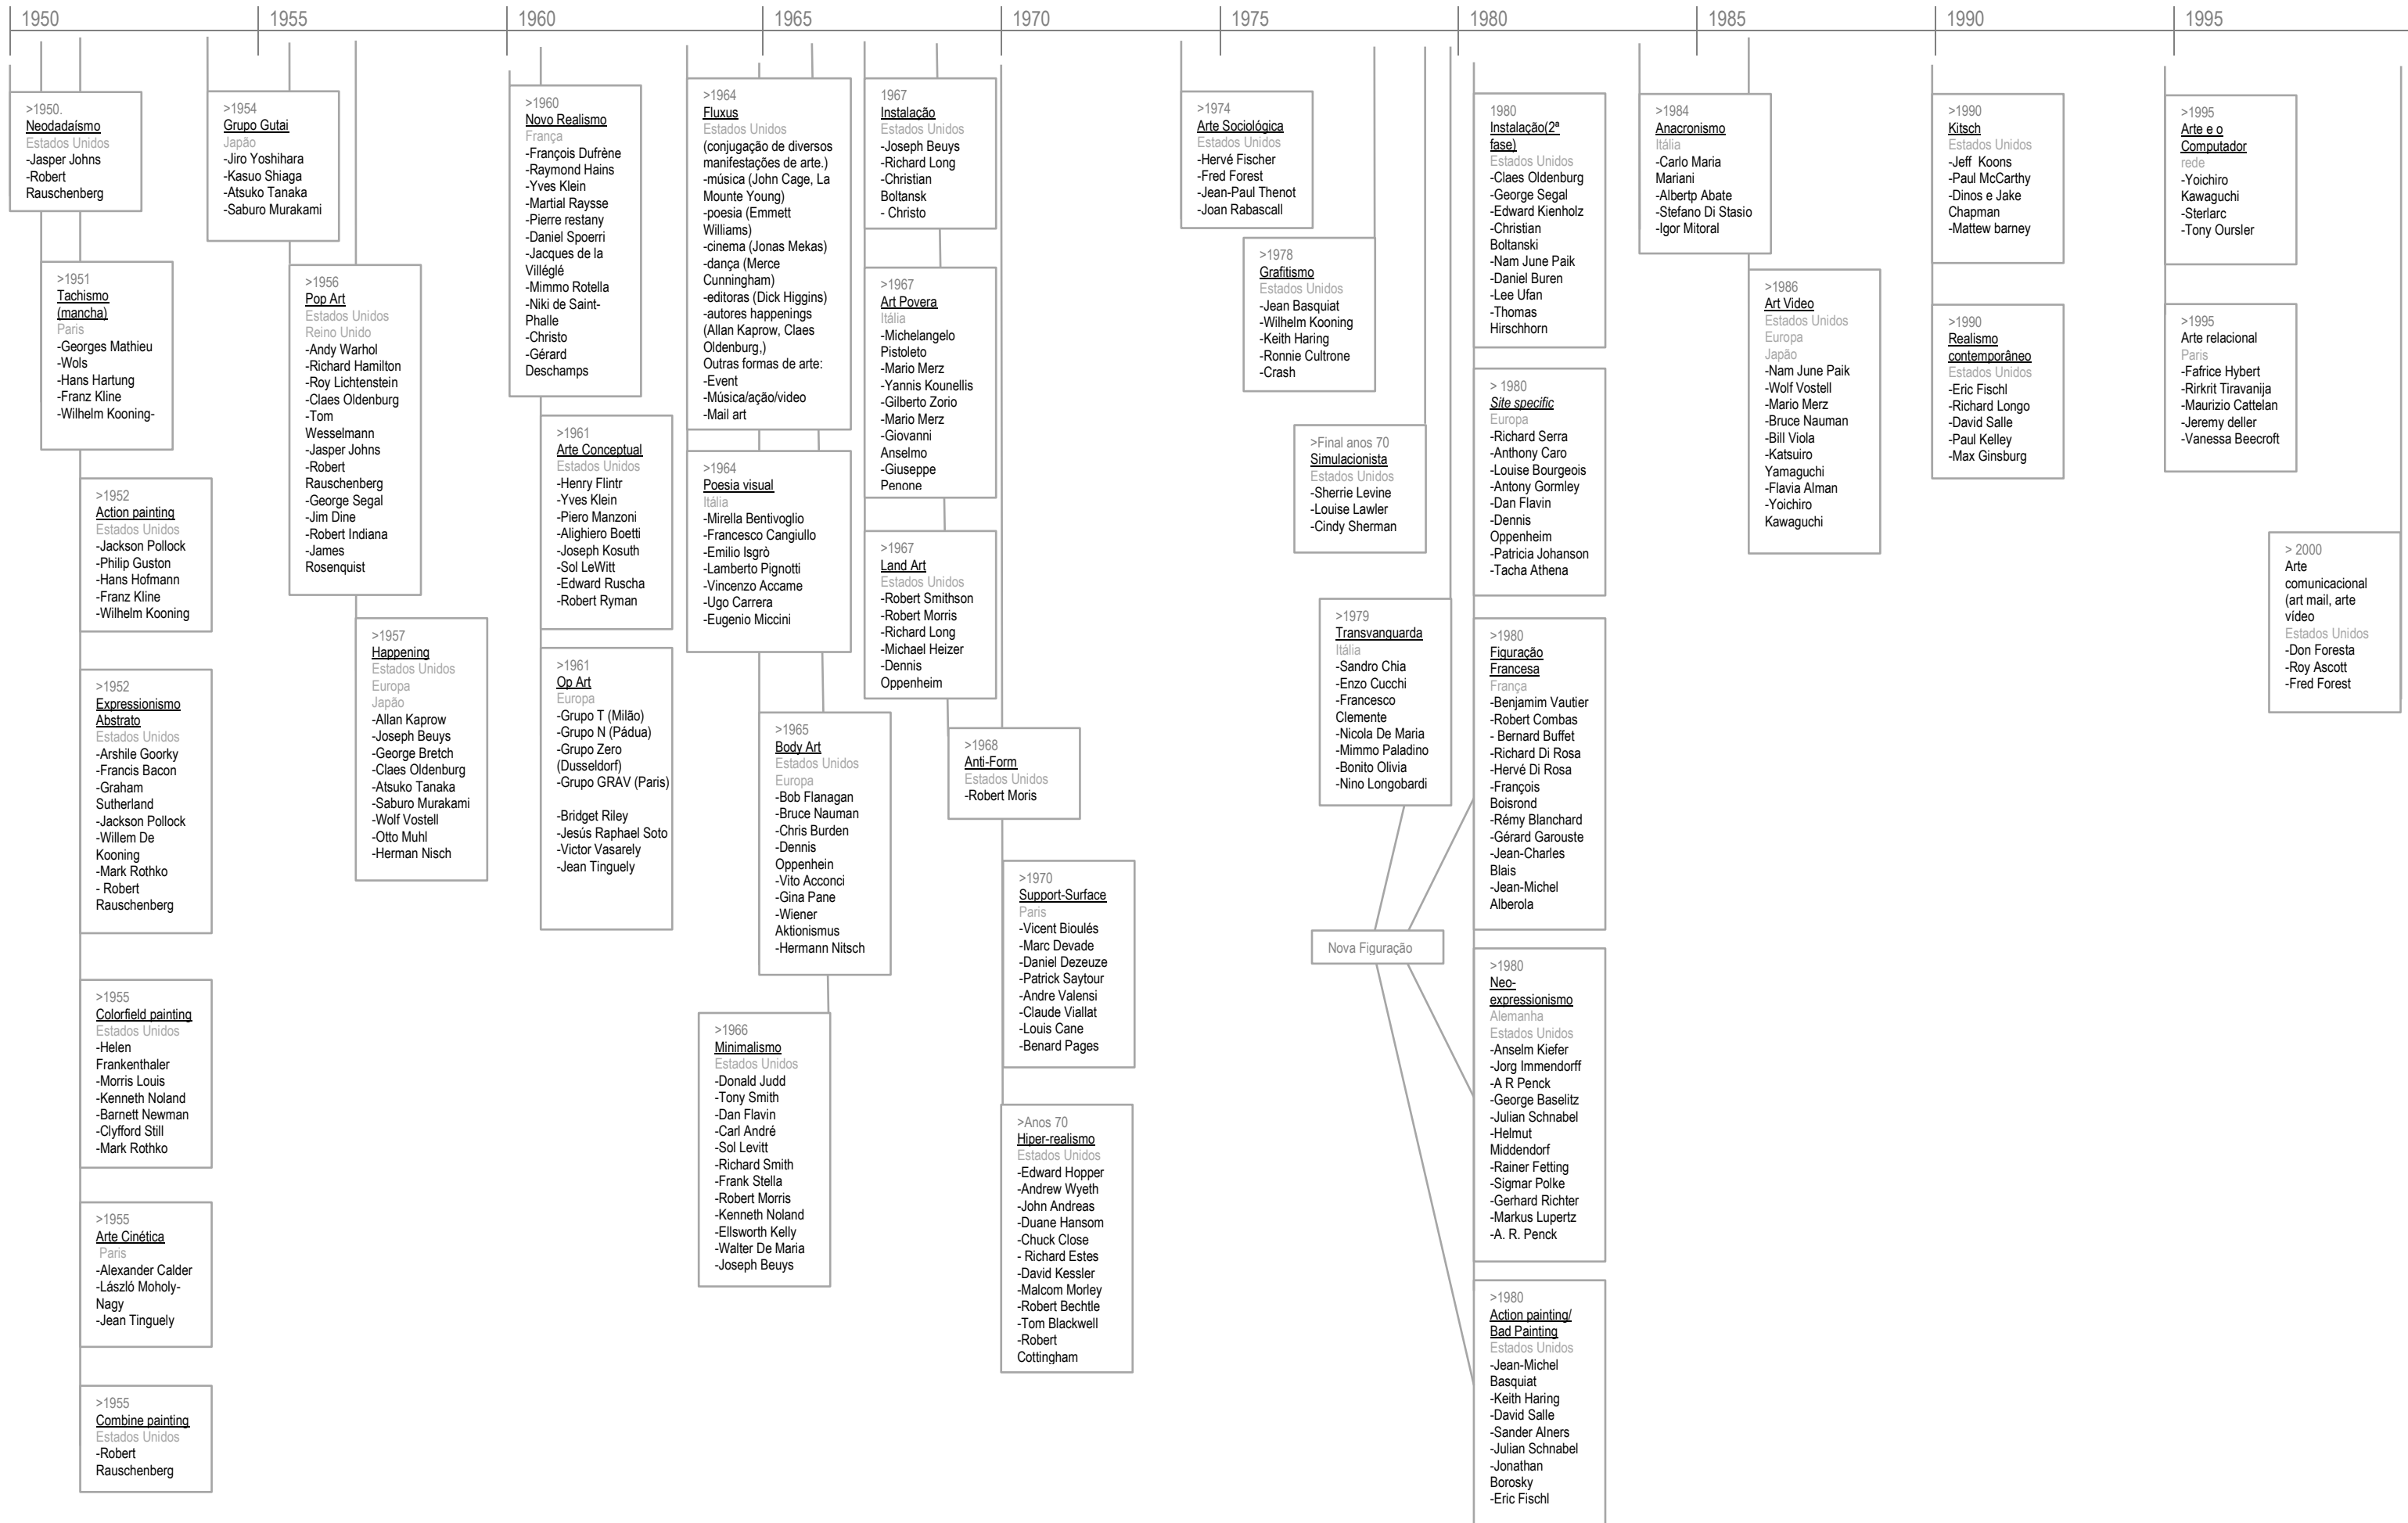 1950
1955
1960
1965
1970
1975
1980
1985
1990
1995
>1950.
Neodadaísmo
Estados Unidos
-Jasper Johns
-Robert
Rauschenberg
>1951
Tachismo
(mancha)
Paris
-Georges Mathieu
-Wols
-Hans Hartung
-Franz Kline
-Wilhelm Kooning-
>1952
Action painting
Estados Unidos
-Jackson Pollock
-Philip Guston
-Hans Hofmann
-Franz Kline
-Wilhelm Kooning
>1952
Expressionismo
Abstrato
Estados Unidos
-Arshile Goorky
-Francis Bacon
-Graham
Sutherland
-Jackson Pollock
-Willem De
Kooning
-Mark Rothko
- Robert
Rauschenberg
>1955
Colorfield painting
Estados Unidos
-Helen
Frankenthaler
-Morris Louis
-Kenneth Noland
-Barnett Newman
-Clyfford Still
-Mark Rothko
>1955
Arte Cinética
Paris
-Alexander Calder
-László Moholy-
Nagy
-Jean Tinguely
>1955
Combine painting
Estados Unidos
-Robert
Rauschenberg
>1954
Grupo Gutai
Japão
-Jiro Yoshihara
-Kasuo Shiaga
-Atsuko Tanaka
-Saburo Murakami
>1956
Pop Art
Estados Unidos
Reino Unido
-Andy Warhol
-Richard Hamilton
-Roy Lichtenstein
-Claes Oldenburg
-Tom
Wesselmann
-Jasper Johns
-Robert
Rauschenberg
-George Segal
-Jim Dine
-Robert Indiana
-James
Rosenquist
>1957
Happening
Estados Unidos
Europa
Japão
-Allan Kaprow
-Joseph Beuys
-George Bretch
-Claes Oldenburg
-Atsuko Tanaka
-Saburo Murakami
-Wolf Vostell
-Otto Muhl
-Herman Nisch
>1960
Novo Realismo
França
-François Dufrène
-Raymond Hains
-Yves Klein
-Martial Raysse
-Pierre restany
-Daniel Spoerri
-Jacques de la
Villéglé
-Mimmo Rotella
-Niki de Saint-
Phalle
-Christo
-Gérard
Deschamps
>1961
Arte Conceptual
Estados Unidos
-Henry Flintr
-Yves Klein
-Piero Manzoni
-Alighiero Boetti
-Joseph Kosuth
-Sol LeWitt
-Edward Ruscha
-Robert Ryman
>1961
Op Art
Europa
-Grupo T (Milão)
-Grupo N (Pádua)
-Grupo Zero
(Dusseldorf)
-Grupo GRAV (Paris)
-Bridget Riley
-Jesús Raphael Soto
-Victor Vasarely
-Jean Tinguely
>1964
Fluxus
Estados Unidos
(conjugação de diversos
manifestações de arte.)
-música (John Cage, La
Mounte Young)
-poesia (Emmett
Williams)
-cinema (Jonas Mekas)
-dança (Merce
Cunningham)
-editoras (Dick Higgins)
-autores happenings
(Allan Kaprow, Claes
Oldenburg,)
Outras formas de arte:
-Event
-Música/ação/video
-Mail art
>1964
Poesia visual
Itália
-Mirella Bentivoglio
-Francesco Cangiullo
-Emilio Isgrò
-Lamberto Pignotti
-Vincenzo Accame
-Ugo Carrera
-Eugenio Miccini
>1965
Body Art
Estados Unidos
Europa
-Bob Flanagan
-Bruce Nauman
-Chris Burden
-Dennis
Oppenhein
-Vito Acconci
-Gina Pane
-Wiener
Aktionismus
-Hermann Nitsch
>1966
Minimalismo
Estados Unidos
-Donald Judd
-Tony Smith
-Dan Flavin
-Carl André
-Sol Levitt
-Richard Smith
-Frank Stella
-Robert Morris
-Kenneth Noland
-Ellsworth Kelly
-Walter De Maria
-Joseph Beuys
1967
Instalação
Estados Unidos
-Joseph Beuys
-Richard Long
-Christian
Boltansk
- Christo
>1967
Art Povera
Itália
-Michelangelo
Pistoleto
-Mario Merz
-Yannis Kounellis
-Gilberto Zorio
-Mario Merz
-Giovanni
Anselmo
-Giuseppe
Penone
>1967
Land Art
Estados Unidos
-Robert Smithson
-Robert Morris
-Richard Long
-Michael Heizer
-Dennis
Oppenheim
>1968
Anti-Form
Estados Unidos
-Robert Moris
>1970
Support-Surface
Paris
-Vicent Bioulés
-Marc Devade
-Daniel Dezeuze
-Patrick Saytour
-Andre Valensi
-Claude Viallat
-Louis Cane
-Benard Pages
>Anos 70
Hiper-realismo
Estados Unidos
-Edward Hopper
-Andrew Wyeth
-John Andreas
-Duane Hansom
-Chuck Close
- Richard Estes
-David Kessler
-Malcom Morley
-Robert Bechtle
-Tom Blackwell
-Robert
Cottingham
>1974
Arte Sociológica
Estados Unidos
-Hervé Fischer
-Fred Forest
-Jean-Paul Thenot
-Joan Rabascall
>1978
Grafitismo
Estados Unidos
-Jean Basquiat
-Wilhelm Kooning
-Keith Haring
-Ronnie Cultrone
-Crash
>Final anos 70
Simulacionista
Estados Unidos
-Sherrie Levine
-Louise Lawler
-Cindy Sherman
>1979
Transvanguarda
Itália
-Sandro Chia
-Enzo Cucchi
-Francesco
Clemente
-Nicola De Maria
-Mimmo Paladino
-Bonito Olivia
-Nino Longobardi
Nova Figuração
1980
Instalação(2ª
fase)
Estados Unidos
-Claes Oldenburg
-George Segal
-Edward Kienholz
-Christian
Boltanski
-Nam June Paik
-Daniel Buren
-Lee Ufan
-Thomas
Hirschhorn
> 1980
Site specific
Europa
-Richard Serra
-Anthony Caro
-Louise Bourgeois
-Antony Gormley
-Dan Flavin
-Dennis
Oppenheim
-Patricia Johanson
-Tacha Athena
>1980
Figuração
Francesa
França
-Benjamim Vautier
-Robert Combas
- Bernard Buffet
-Richard Di Rosa
-Hervé Di Rosa
-François
Boisrond
-Rémy Blanchard
-Gérard Garouste
-Jean-Charles
Blais
-Jean-Michel
Alberola
>1980
Neo-
expressionismo
Alemanha
Estados Unidos
-Anselm Kiefer
-Jorg Immendorff
-A R Penck
-George Baselitz
-Julian Schnabel
-Helmut
Middendorf
-Rainer Fetting
-Sigmar Polke
-Gerhard Richter
-Markus Lupertz
-A. R. Penck
>1980
Action painting/
Bad Painting
Estados Unidos
-Jean-Michel
Basquiat
-Keith Haring
-David Salle
-Sander Alners
-Julian Schnabel
-Jonathan
Borosky
-Eric Fischl
>1984
Anacronismo
Itália
-Carlo Maria
Mariani
-Albertp Abate
-Stefano Di Stasio
-Igor Mitoral
>1986
Art Video
Estados Unidos
Europa
Japão
-Nam June Paik
-Wolf Vostell
-Mario Merz
-Bruce Nauman
-Bill Viola
-Katsuiro
Yamaguchi
-Flavia Alman
-Yoichiro
Kawaguchi
>1990
Kitsch
Estados Unidos
-Jeff  Koons
-Paul McCarthy
-Dinos e Jake
Chapman
-Mattew barney
>1990
Realismo
contemporâneo
Estados Unidos
-Eric Fischl
-Richard Longo
-David Salle
-Paul Kelley
-Max Ginsburg
>1995
Arte e o
Computador
rede
-Yoichiro
Kawaguchi
-Sterlarc
-Tony Oursler
>1995
Arte relacional
Paris
-Fafrice Hybert
-Rirkrit Tiravanija
-Maurizio Cattelan
-Jeremy deller
-Vanessa Beecroft
> 2000
Arte
comunicacional
(art mail, arte
vídeo
Estados Unidos
-Don Foresta
-Roy Ascott
-Fred Forest